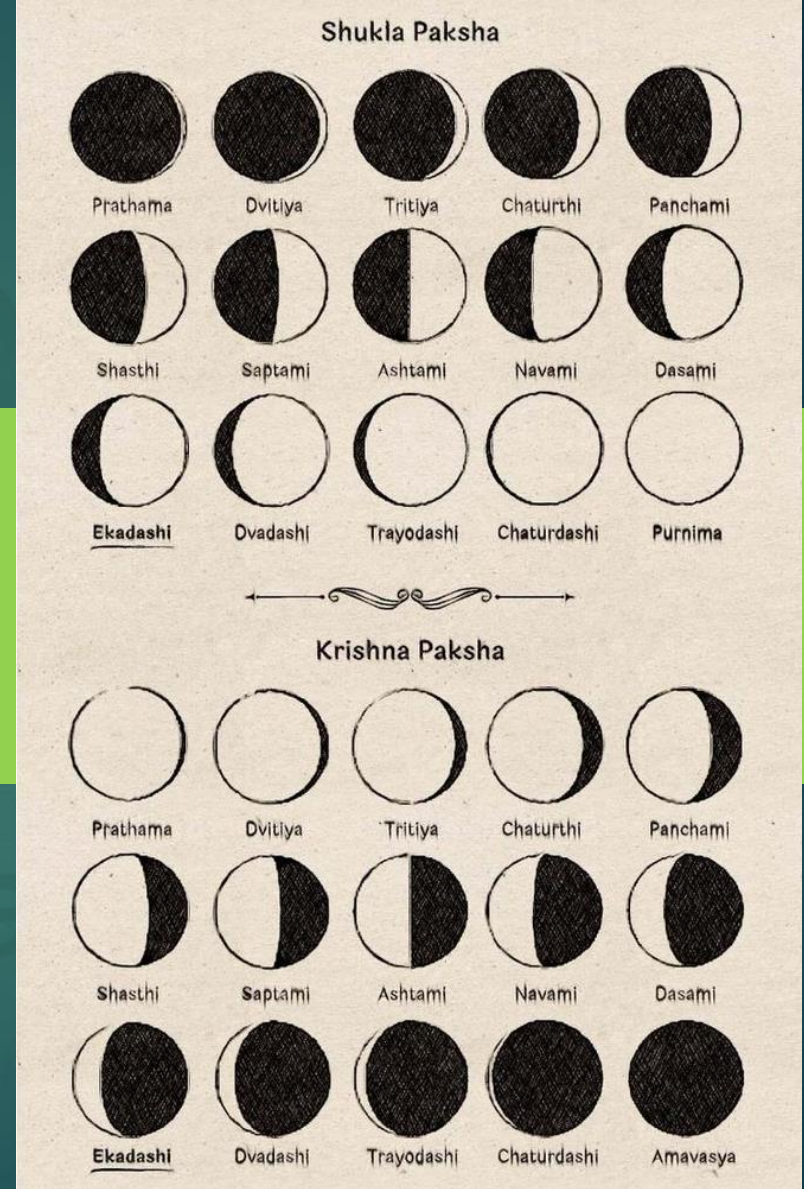 Shukla Paksha
Prathama Dvitiya Tritiya Chaturthi Panchami
Shasthi Saptami Ashtami Navami Dasami
Ekadashi Dvadashi Trayodashi Chaturdashi Purnima
Krishna Paksha
Prathama Dvitiya Tritiya Chaturthi Panchami
Shasthi Saptami Ashtami Navami Dasami
Ekadashi Dvadashi Trayodashi Chaturdashi Amavasya